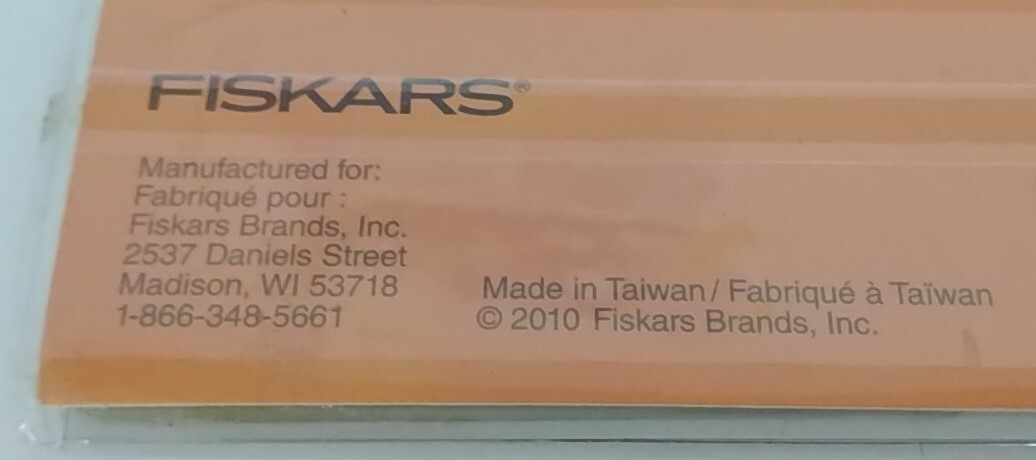 FISKARS®
Manufactured for:
Fabriqué pour :
Fiskars Brands, Inc.
2537 Daniels Street
Madison, WI 53718
1-866-348-5661
Made in Taiwan / Fabriqué à Taïwan
© 2010 Fiskars Brands, Inc.